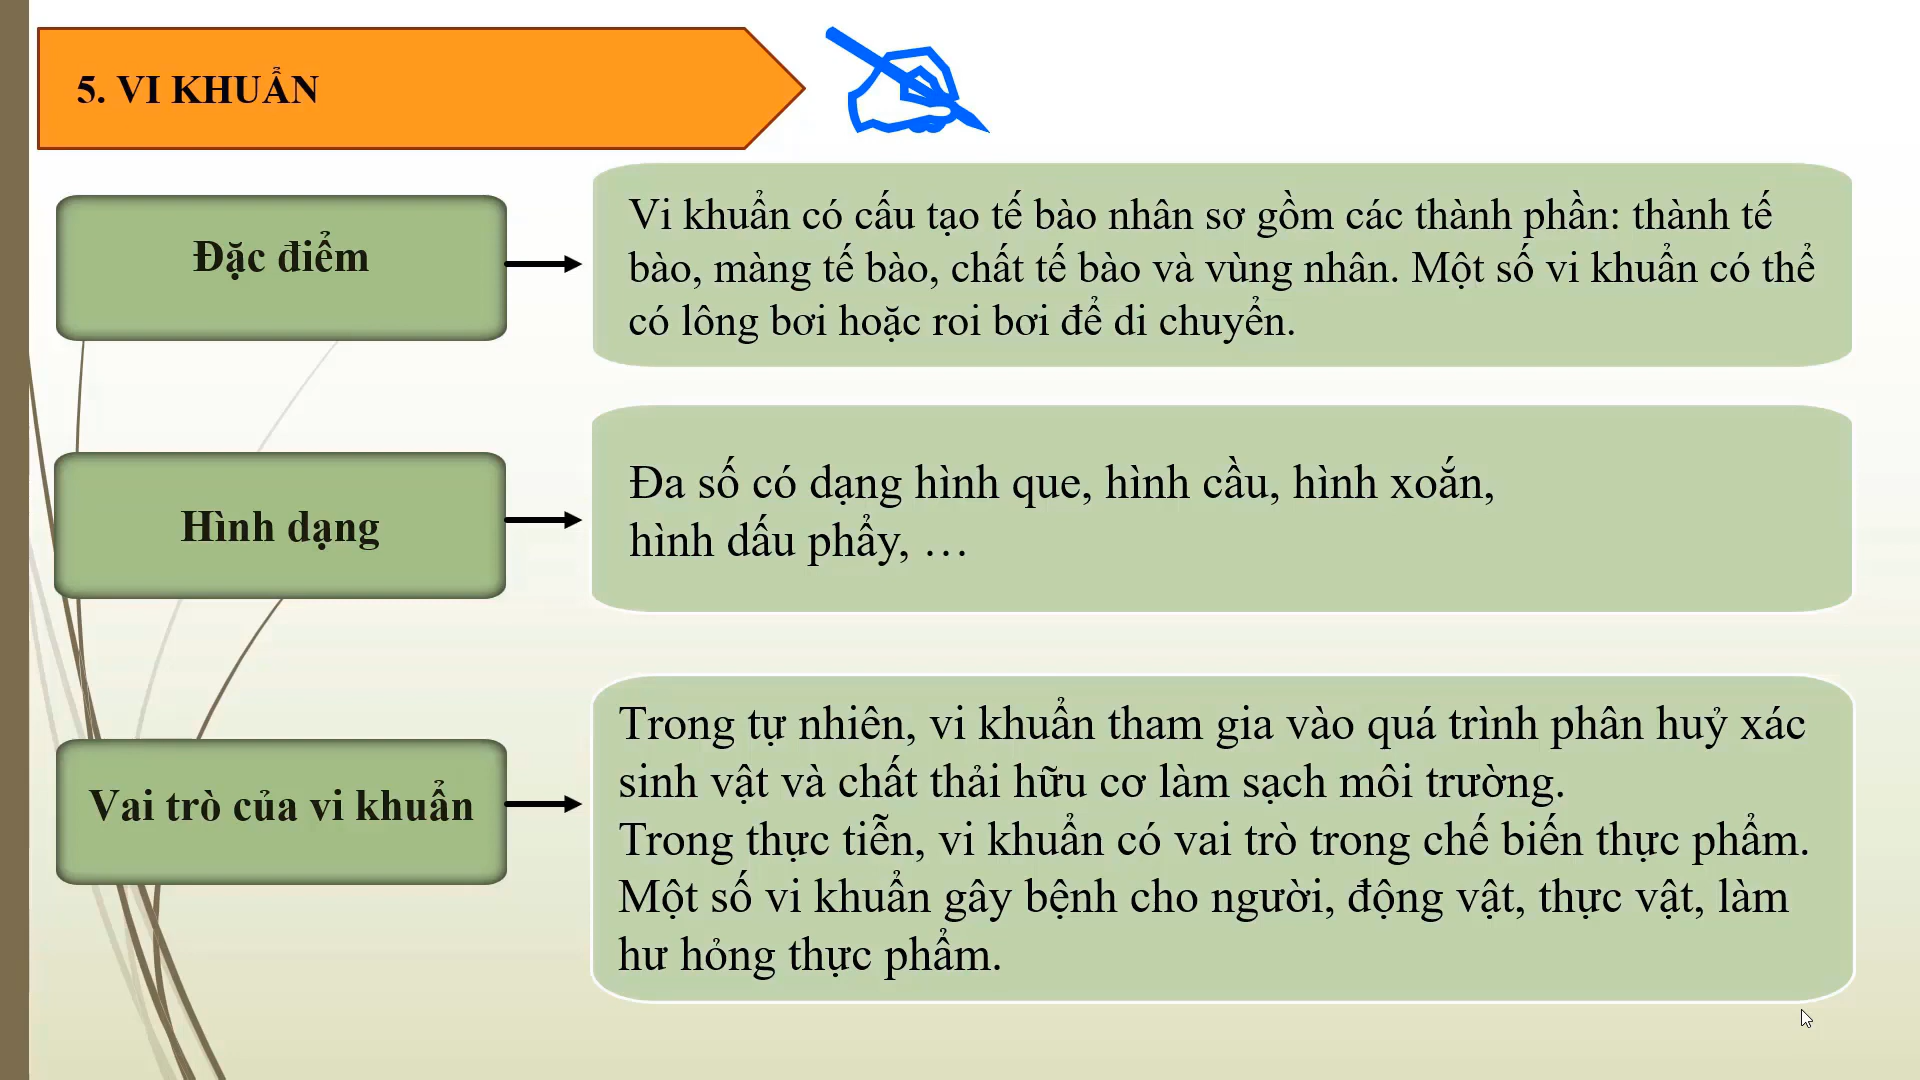 5. VI KHUẨN
Đặc điểm
Vi khuẩn có cấu tạo tế bào nhân sơ gồm các thành phần: thành tế
bào, màng tế bào, chất tế bào và vùng nhân. Một số vi khuẩn có thể
có lông bơi hoặc roi bơi để di chuyển.
Hình dạng
Đa số có dạng hình que, hình cầu, hình xoắn,
hình dấu phẩy, …
Vai trò của vi khuẩn
Trong tự nhiên, vi khuẩn tham gia vào quá trình phân huỷ xác
sinh vật và chất thải hữu cơ làm sạch môi trường.
Trong thực tiễn, vi khuẩn có vai trò trong chế biến thực phẩm.
Một số vi khuẩn gây bệnh cho người, động vật, thực vật, làm
hư hỏng thực phẩm.